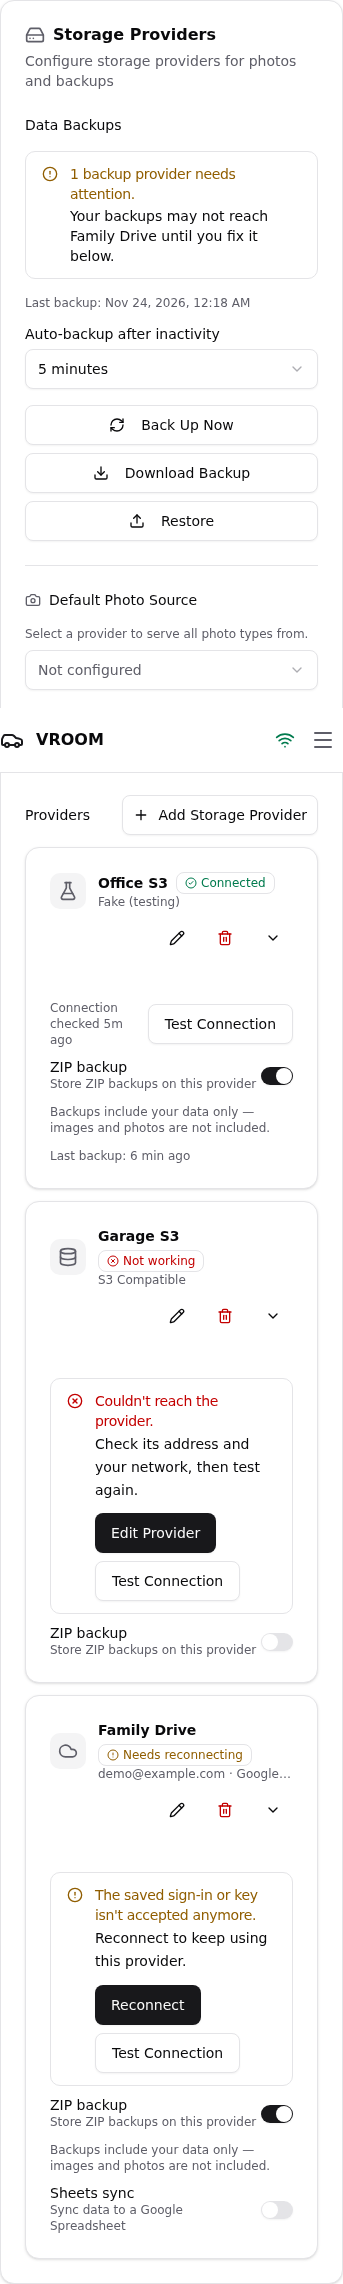 Storage Providers
Configure storage providers for photos
and backups
Data Backups
1 backup provider needs
attention.
Your backups may not reach
Family Drive until you fix it
below.
Last backup: Nov 24, 2026, 12:18 AM
Auto-backup after inactivity
5 minutes
Back Up Now
Download Backup
Restore
Default Photo Source
Select a provider to serve all photo types from.
Not configured
VROOM
Providers
Add Storage Provider
Office S3
Connected
Fake (testing)
Connection
checked 5m
ago
Test Connection
ZIP backup
Store ZIP backups on this provider
Backups include your data only —
images and photos are not included.
Last backup: 6 min ago
Garage S3
Not working
S3 Compatible
Couldn't reach the
provider.
Check its address and
your network, then test
again.
Edit Provider
Test Connection
ZIP backup
Store ZIP backups on this provider
Family Drive
Needs reconnecting
demo@example.com · Google...
The saved sign-in or key
isn't accepted anymore.
Reconnect to keep using
this provider.
Reconnect
Test Connection
ZIP backup
Store ZIP backups on this provider
Backups include your data only —
images and photos are not included.
Sheets sync
Sync data to a Google
Spreadsheet